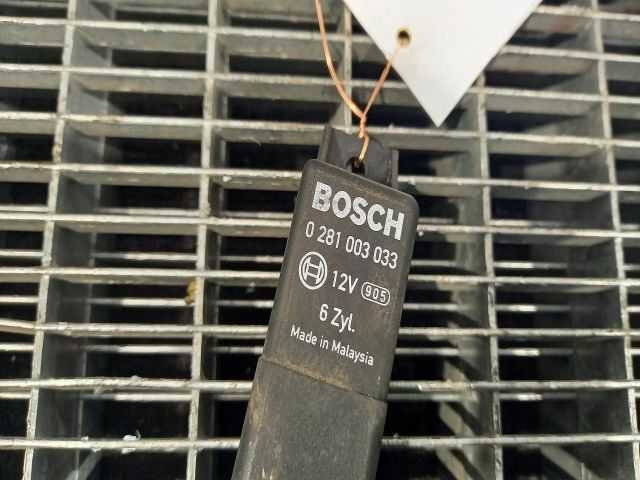 BOSCH
0 281 003 033
12V 905
6 Zyl.
Made in Malaysia